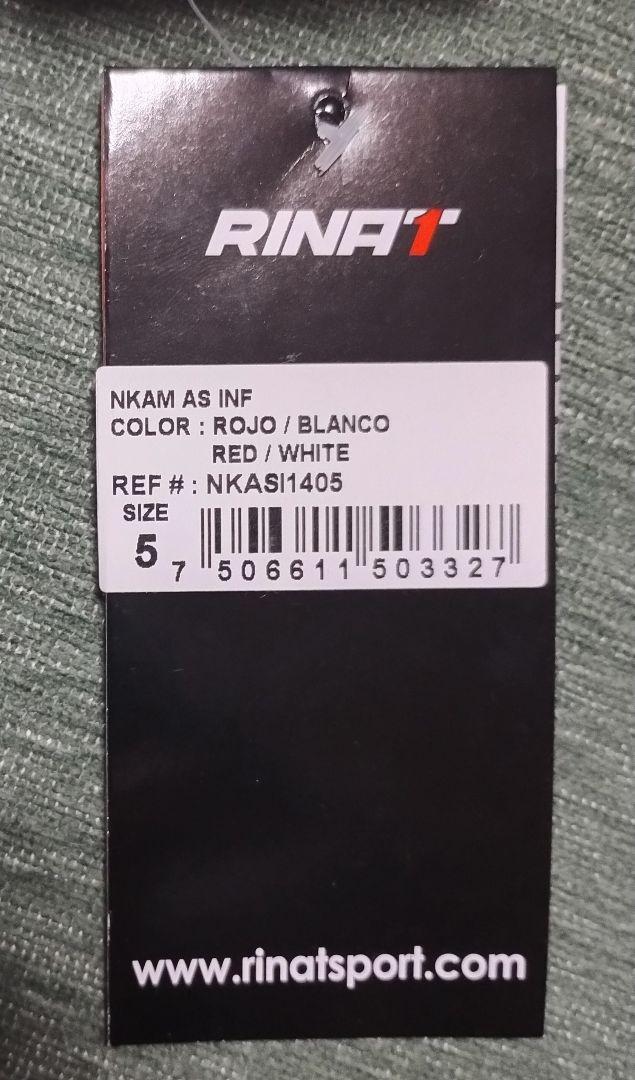 RINAT
NKAM AS INF
COLOR : ROJO / BLANCO
RED / WHITE
REF # : NKASI1405
SIZE
5
7 506611 503327
www.rinatsport.com